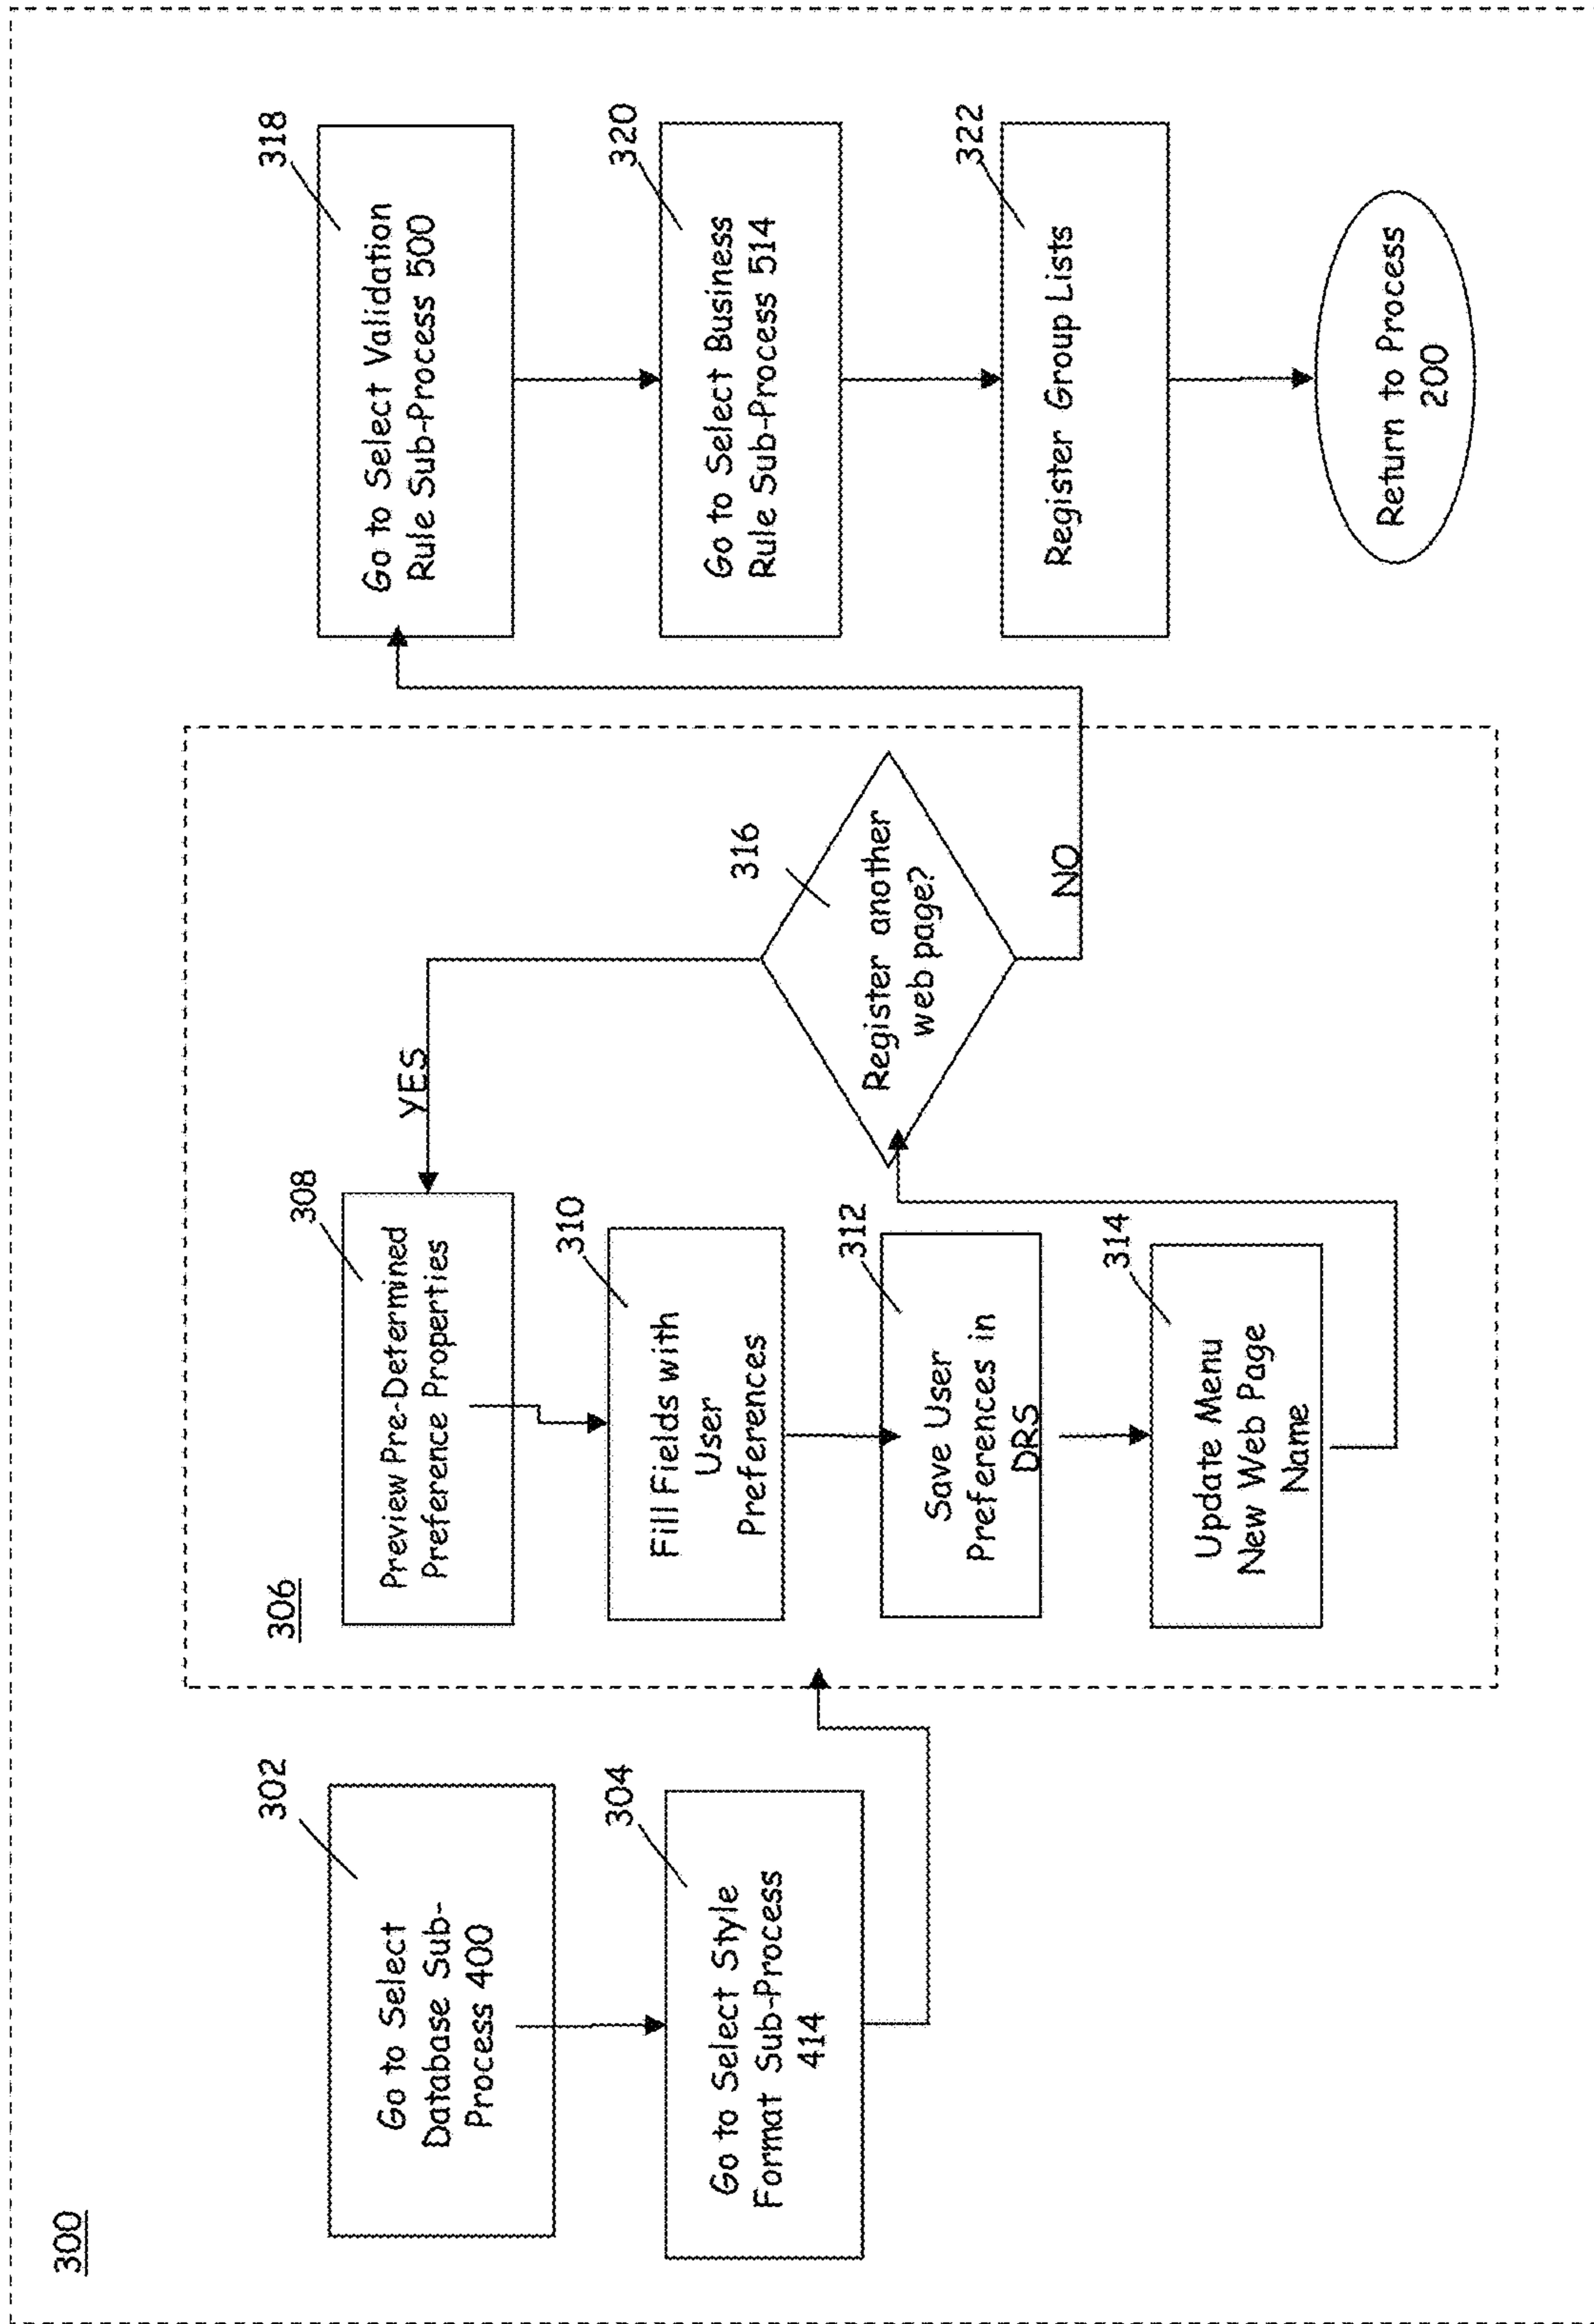 300
302
Go to Select
Database Sub-
Process 400
304
Go to Select Style
Format Sub-Process
414
306
308
Preview Pre-Determined
Preference Properties
310
Fill Fields with
User
Preferences
312
Save User
Preferences in
DRS
314
Update Menu
New Web Page
Name
YES
316
Register another
web page?
NO
318
Go to Select Validation
Rule Sub-Process 500
320
Go to Select Business
Rule Sub-Process 514
322
Register Group Lists
Return to Process
200